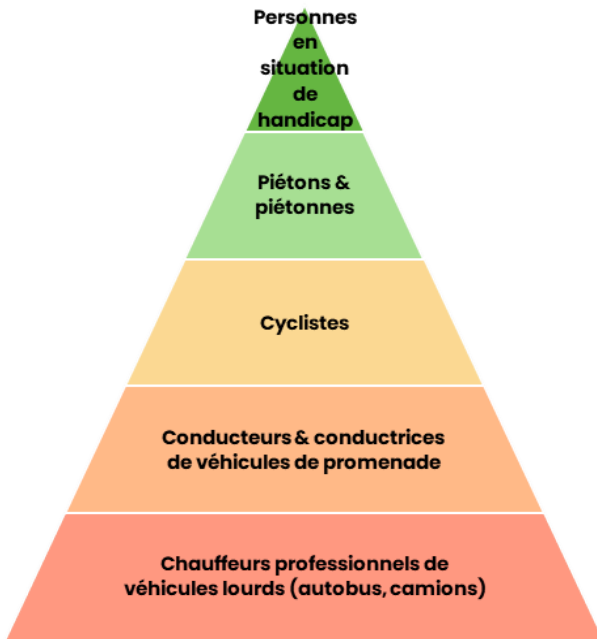 Personnes
en
situation
de
handicap
Piétons &
piétonnes
Cyclistes
Conducteurs & conductrices
de véhicules de promenade
Chauffeurs professionnels de
véhicules lourds (autobus, camions)